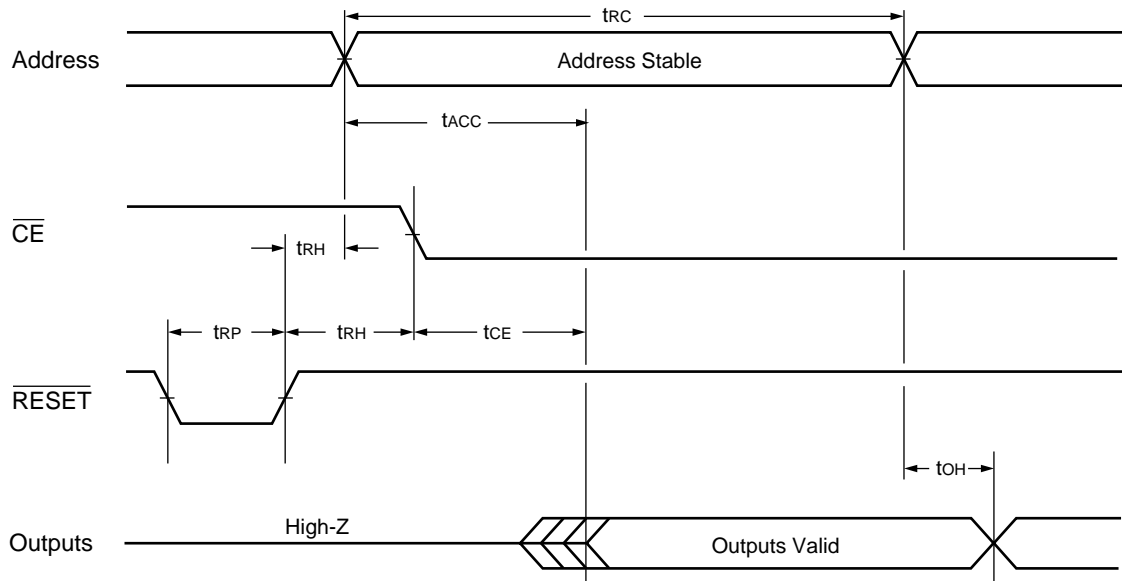 tRC
Address
Address Stable
tACC
CE
tRH
tRP
tRH
tCE
RESET
tOH
High-Z
Outputs
Outputs Valid